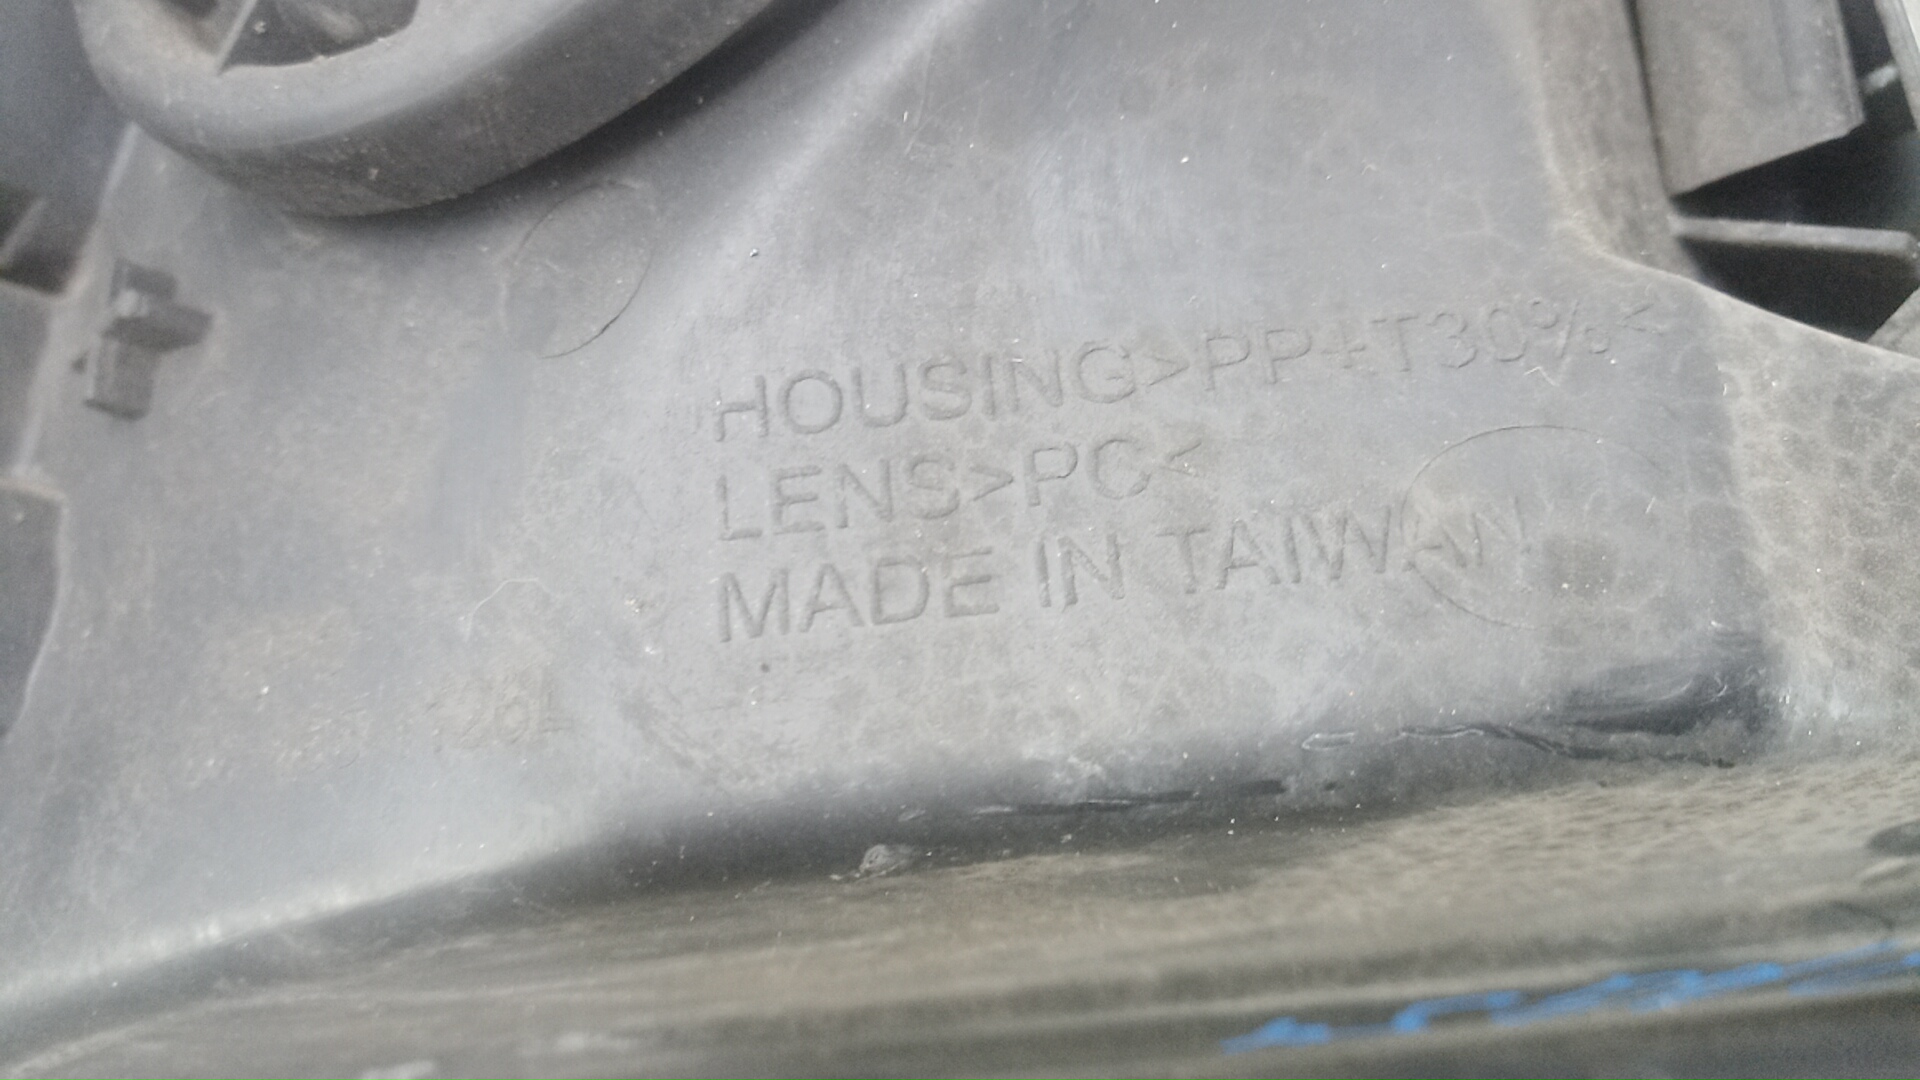 HOUSING>PP+T30%<
LENS>PC<
MADE IN TAIWAN